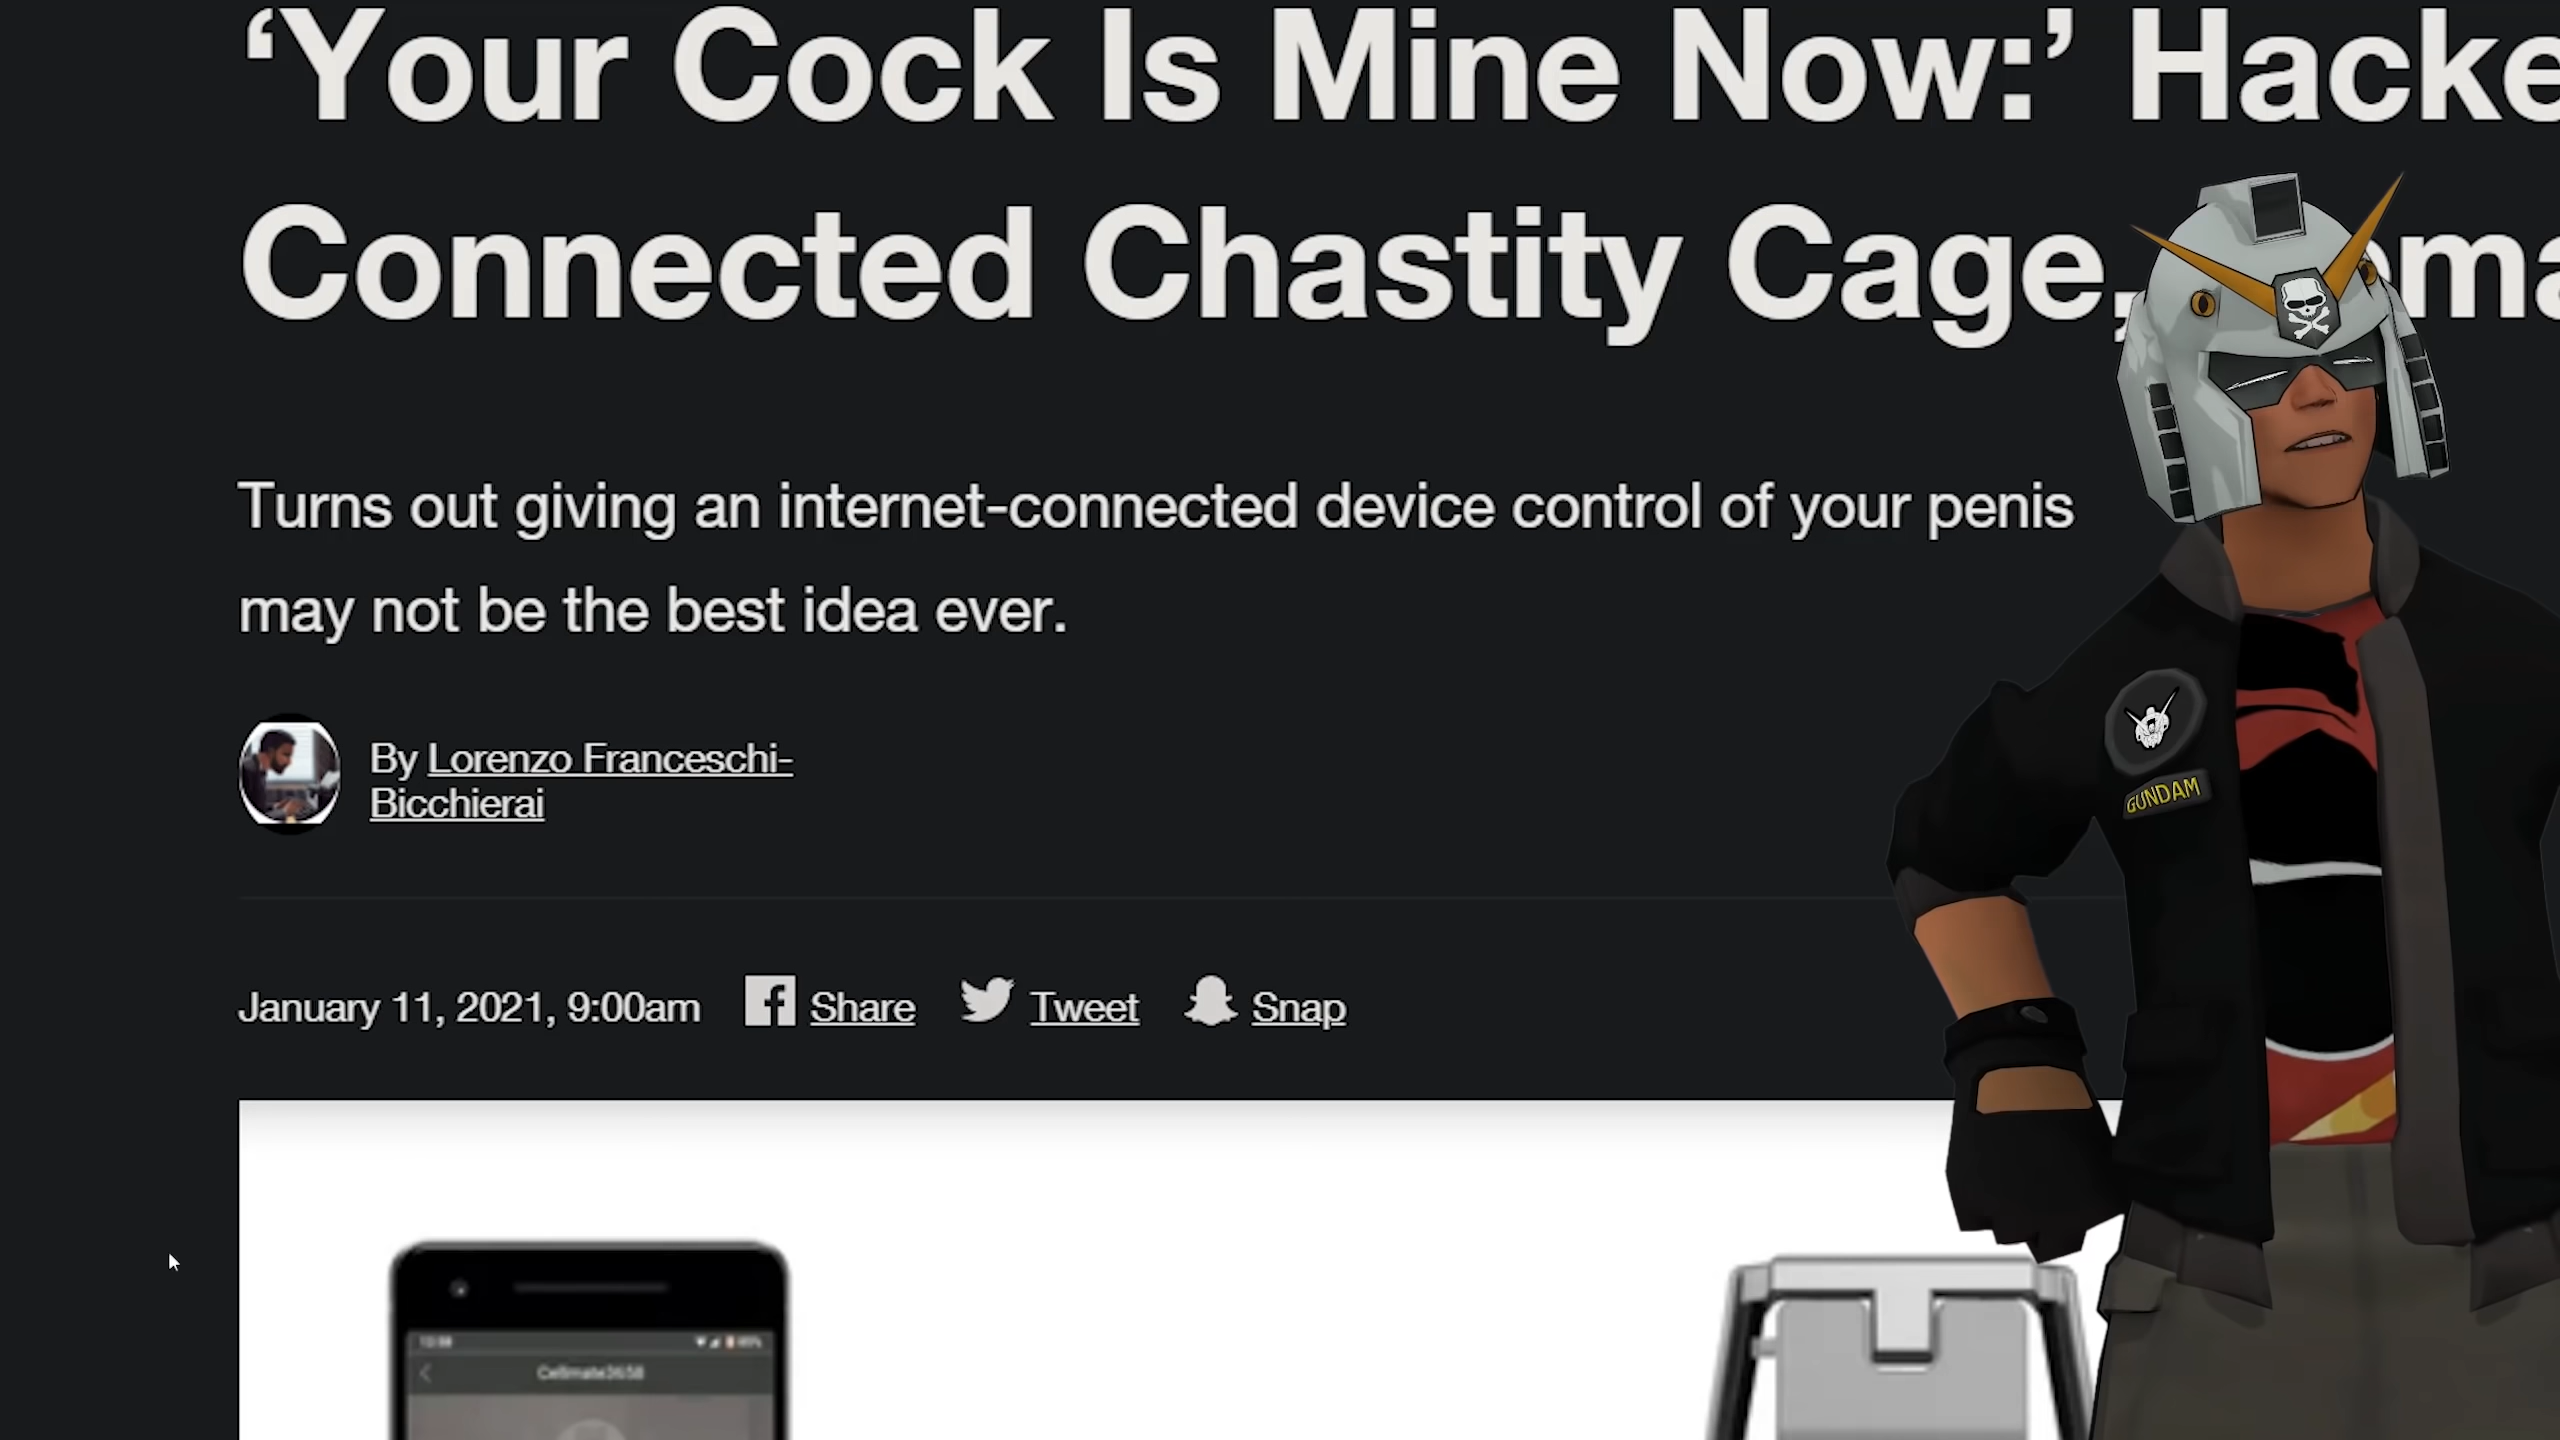 ‘Your Cock Is Mine Now:’ Hacke
Connected Chastity Cage, ema
Turns out giving an internet-connected device control of your penis
may not be the best idea ever.
By Lorenzo Franceschi-
Bicchierai
GUNDAM
January 11, 2021, 9:00am Share Tweet Snap
Cellmate3658